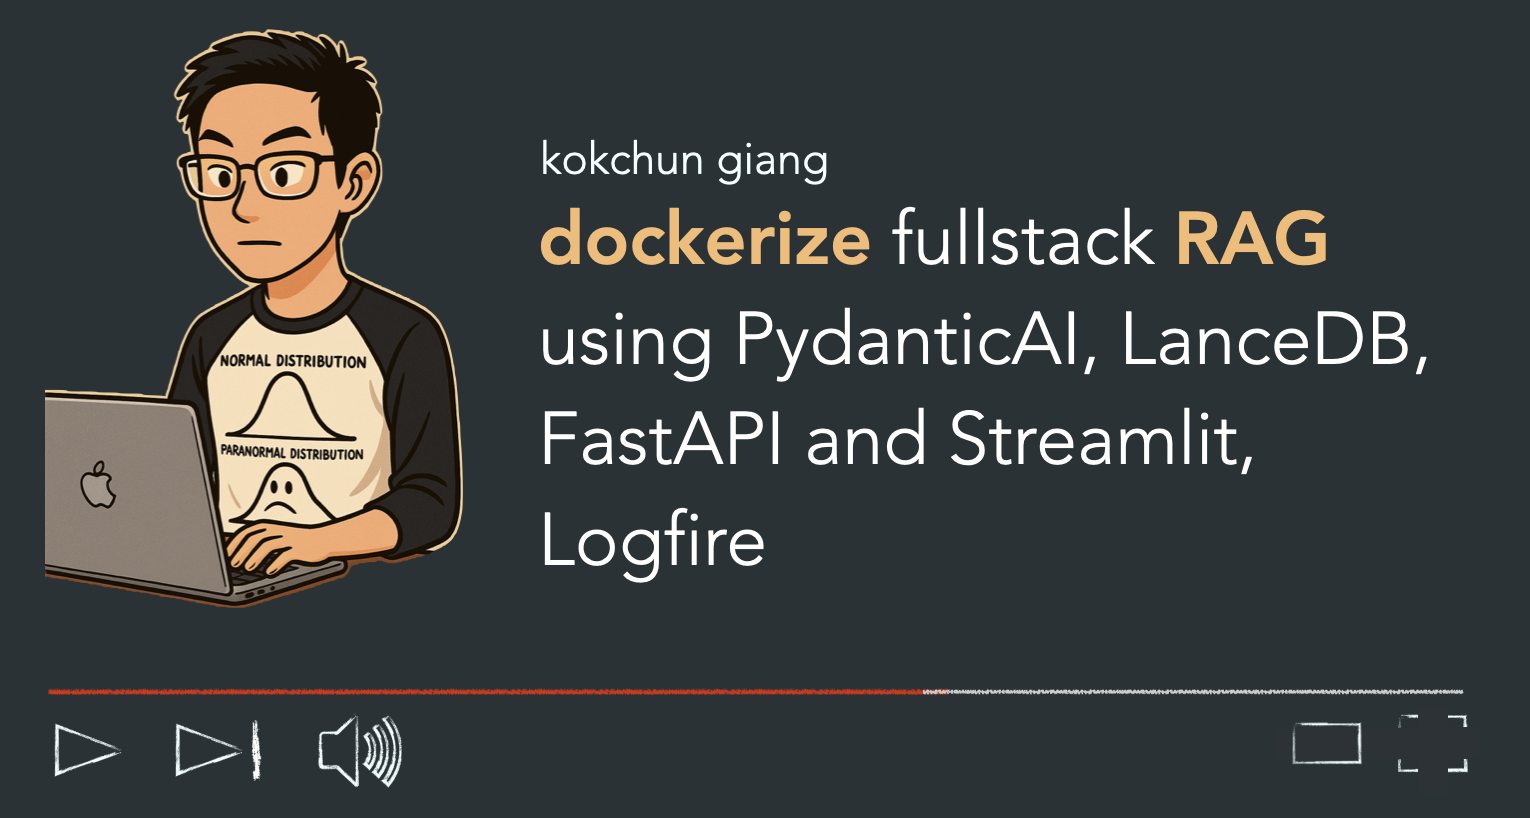 kokchun giang
dockerize fullstack RAG
using PydanticAI, LanceDB,
FastAPI and Streamlit,
Logfire
NORMAL DISTRIBUTION
PARANORMAL DISTRIBUTION